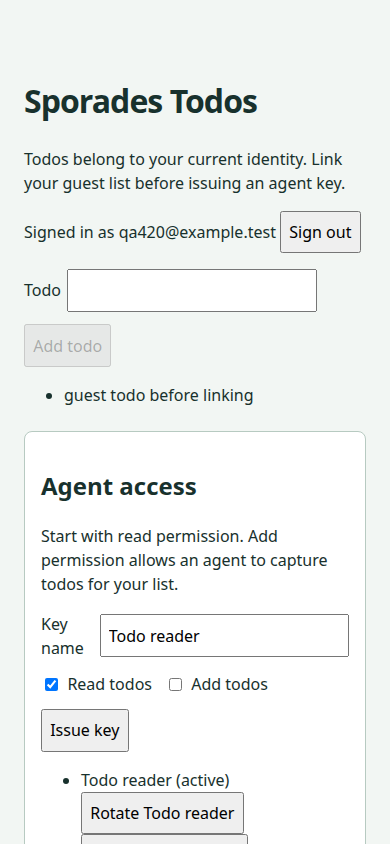 Sporades Todos
Todos belong to your current identity. Link
your guest list before issuing an agent key.
Signed in as qa420@example.test Sign out
Todo
Add todo
guest todo before linking
Agent access
Start with read permission. Add
permission allows an agent to capture
todos for your list.
Key
name
Todo reader
Read todos Add todos
Issue key
Todo reader (active)
Rotate Todo reader